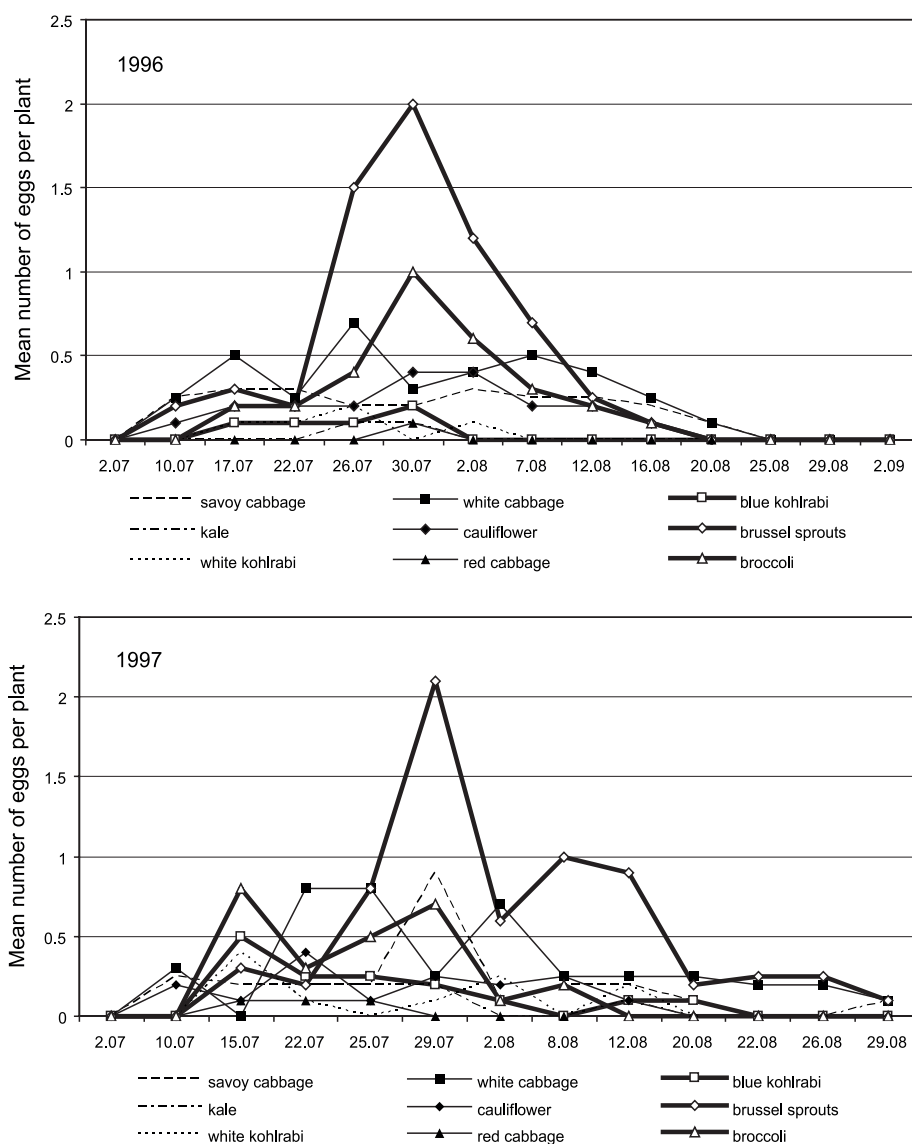 2.5
1996
2
1.5
1
0.5
0
Mean number of eggs per plant
2.07 10.07 17.07 22.07 26.07 30.07 2.08 7.08 12.08 16.08 20.08 25.08 29.08 2.09
savoy cabbage white cabbage blue kohlrabi
kale cauliflower brussel sprouts
white kohlrabi red cabbage broccoli
2.5
1997
2
1.5
1
0.5
0
Mean number of eggs per plant
2.07 10.07 15.07 22.07 25.07 29.07 2.08 8.08 12.08 20.08 22.08 26.08 29.08
savoy cabbage white cabbage blue kohlrabi
kale cauliflower brussel sprouts
white kohlrabi red cabbage broccoli